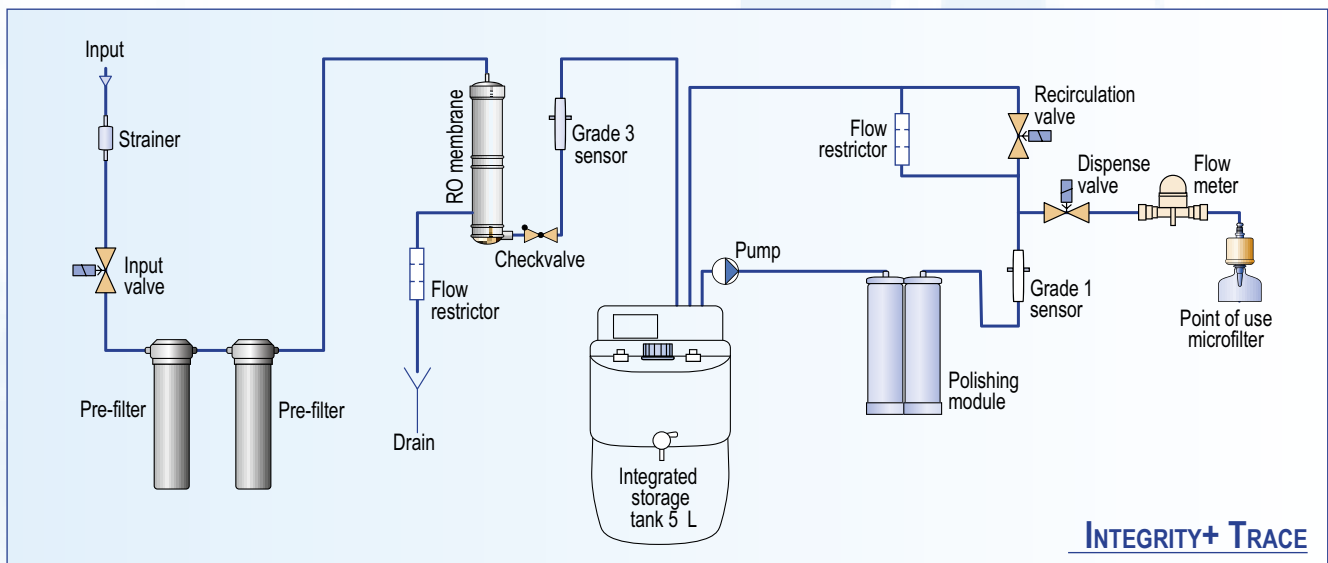 Input
Strainer
Input
valve
Pre-filter
Pre-filter
RO membrane
Checkvalve
Flow
restrictor
Drain
Grade 3
sensor
Integrated
storage
tank 5 L
Pump
Polishing
module
Grade 1
sensor
Flow
restrictor
Recirculation
valve
Dispense
valve
Flow
meter
Point of use
microfilter
INTEGRITY+ TRACE